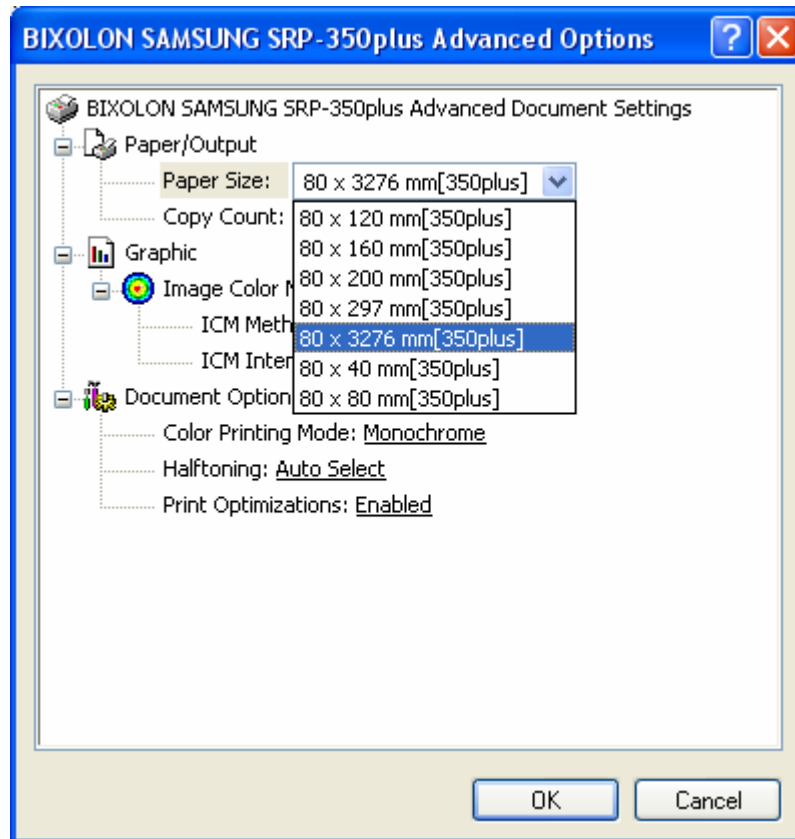 BIXOLON SAMSUNG SRP-350plus Advanced Options
BIXOLON SAMSUNG SRP-350plus Advanced Document Settings
Paper/Output
Paper Size: 80 x 3276 mm[350plus]
Copy Count:
80 x 120 mm[350plus]
80 x 160 mm[350plus]
80 x 200 mm[350plus]
80 x 297 mm[350plus]
80 x 3276 mm[350plus]
80 x 40 mm[350plus]
80 x 80 mm[350plus]
Graphic
Image Color
ICM
ICM
Document Option
Color Printing Mode: Monochrome
Halftoning: Auto Select
Print Optimizations: Enabled
OK
Cancel